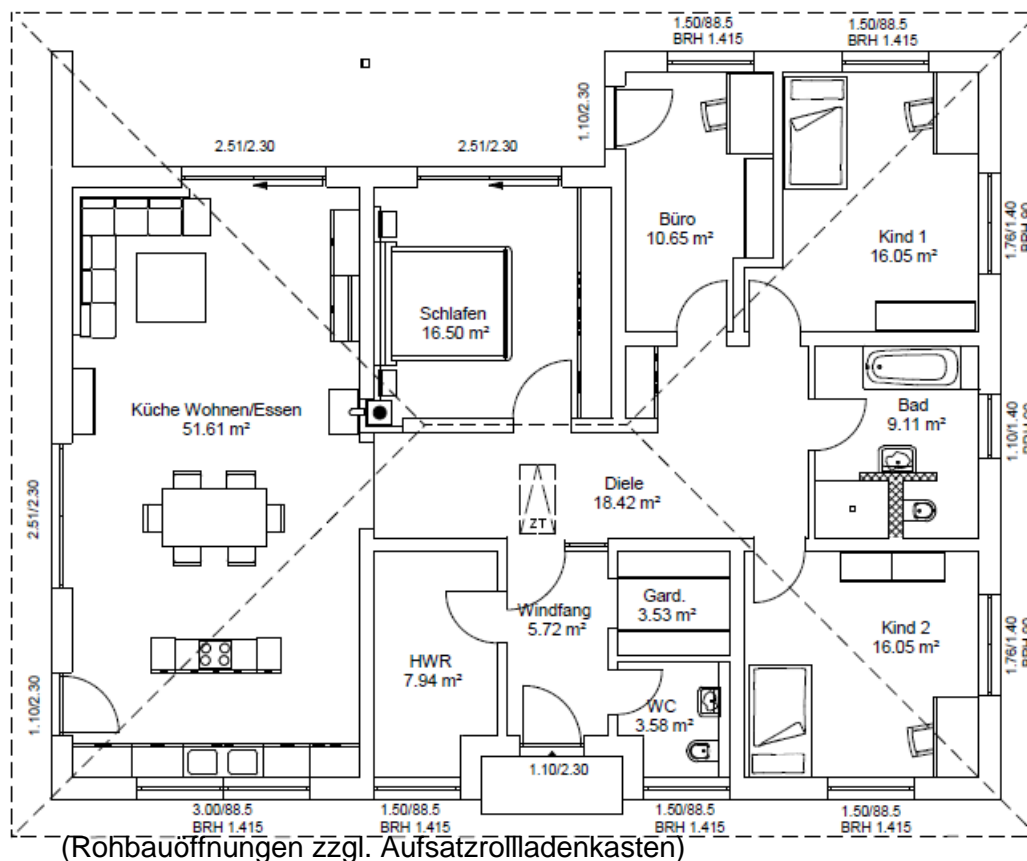 1.50/88.5
BRH 1.415
1.50/88.5
BRH 1.415
2.51/2.30
2.51/2.30
1.10/2.30
Büro
10.65 m²
Kind 1
16.05 m²
1.76/1.40
BRH 90
Schlafen
16.50 m²
Küche Wohnen/Essen
51.61 m²
Bad
9.11 m²
1.10/1.40
BRH 90
2.51/2.30
Diele
18.42 m²
ZT
Gard.
3.53 m²
Windfang
5.72 m²
HWR
7.94 m²
Kind 2
16.05 m²
1.76/1.40
BRH 90
1.10/2.30
WC
3.58 m²
1.10/2.30
3.00/88.5
BRH 1.415
1.50/88.5
BRH 1.415
1.50/88.5
BRH 1.415
1.50/88.5
BRH 1.415
(Rohbauöffnungen zzgl. Aufsatzrollladenkasten)